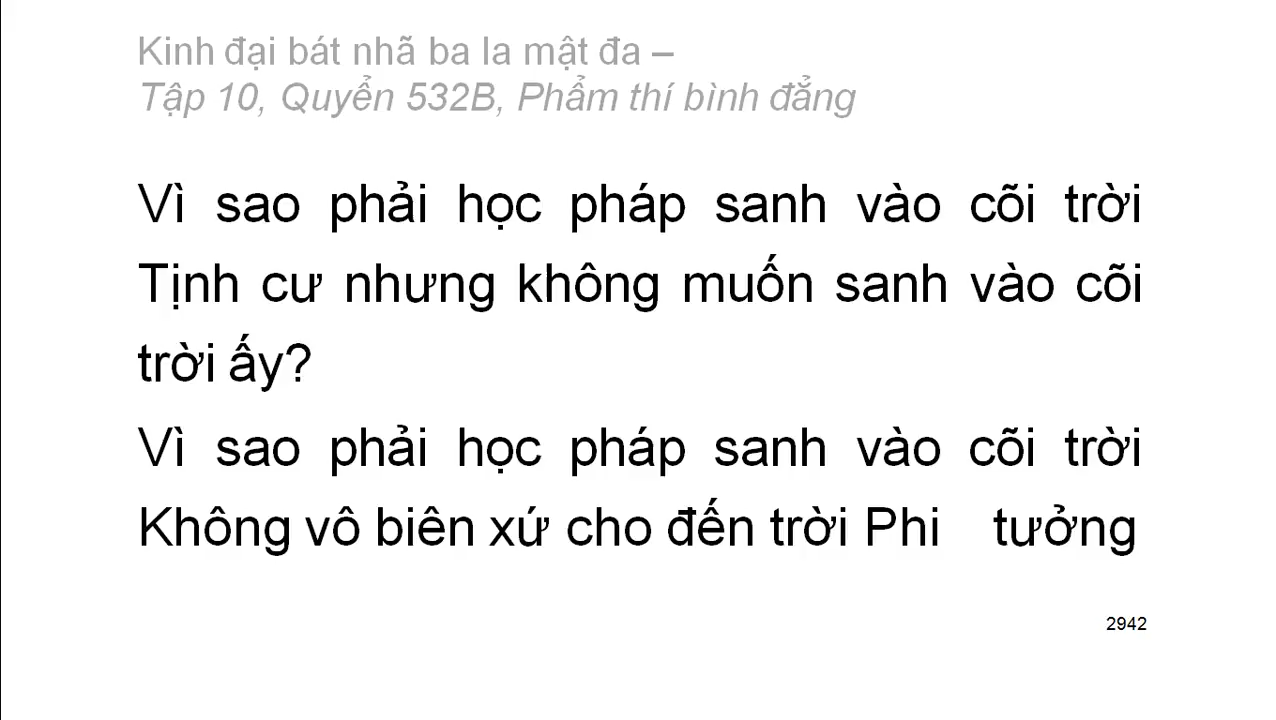 Kinh đại bát nhã ba la mật đa –
Tập 10, Quyển 532B, Phẩm thí bình đẳng
Vì sao phải học pháp sanh vào cõi trời
Tịnh cư nhưng không muốn sanh vào cõi
trời ấy?
Vì sao phải học pháp sanh vào cõi trời
Không vô biên xứ cho đến trời Phi tưởng
2942